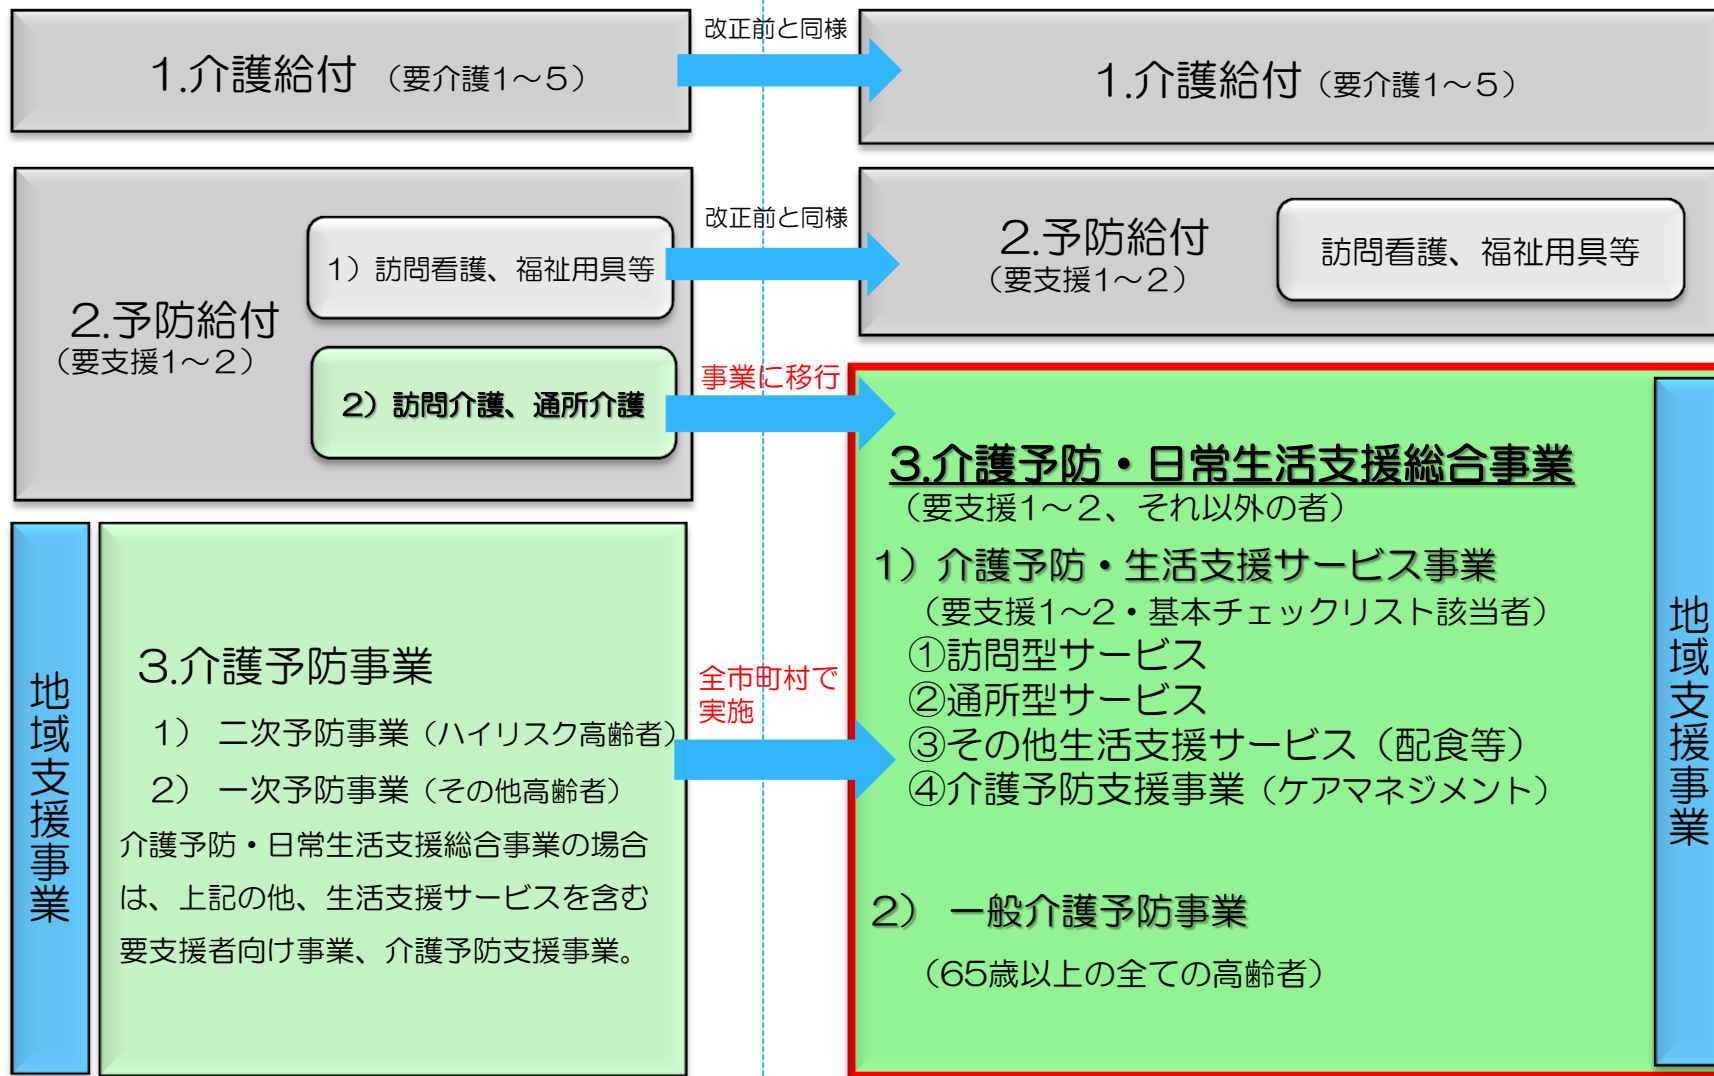 1.介護給付 （要介護1～5）
改正前と同様
1.介護給付（要介護1～5）
2.予防給付
（要支援1～2）
1）訪問看護、福祉用具等
2）訪問介護、通所介護
改正前と同様
2.予防給付
（要支援1～2）
訪問看護、福祉用具等
事業に移行
地域支援事業
3.介護予防事業
1） 二次予防事業（ハイリスク高齢者）
2） 一次予防事業（その他高齢者）
介護予防・日常生活支援総合事業の場合
は、上記の他、生活支援サービスを含む
要支援者向け事業、介護予防支援事業。
全市町村で
実施
3.介護予防・日常生活支援総合事業
（要支援1～2、それ以外の者）
1）介護予防・生活支援サービス事業
（要支援1～2・基本チェックリスト該当者）
①訪問型サービス
②通所型サービス
③その他生活支援サービス（配食等）
④介護予防支援事業（ケアマネジメント）
2） 一般介護予防事業
（65歳以上の全ての高齢者）
地域支援事業